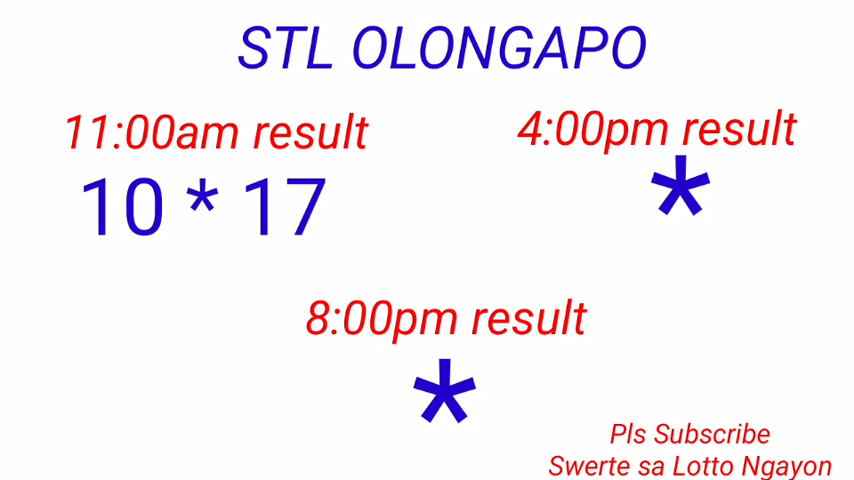 STL OLONGAPO
11:00am result
10 * 17
4:00pm result
*
8:00pm result
*
Pls Subscribe
Swerte sa Lotto Ngayon